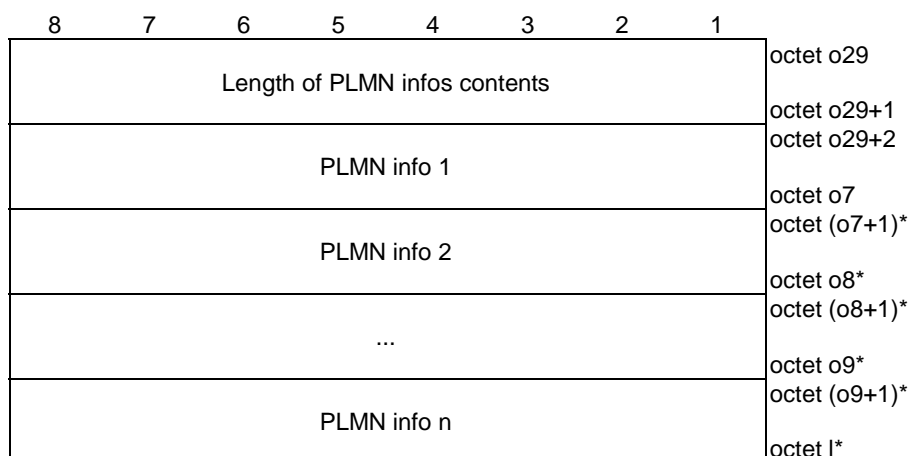 8 7 6 5 4 3 2 1
octet o29
Length of PLMN infos contents
octet o29+1
octet o29+2
PLMN info 1
octet o7
octet (o7+1)*
PLMN info 2
octet o8*
octet (o8+1)*
...
octet o9*
octet (o9+1)*
PLMN info n
octet l*